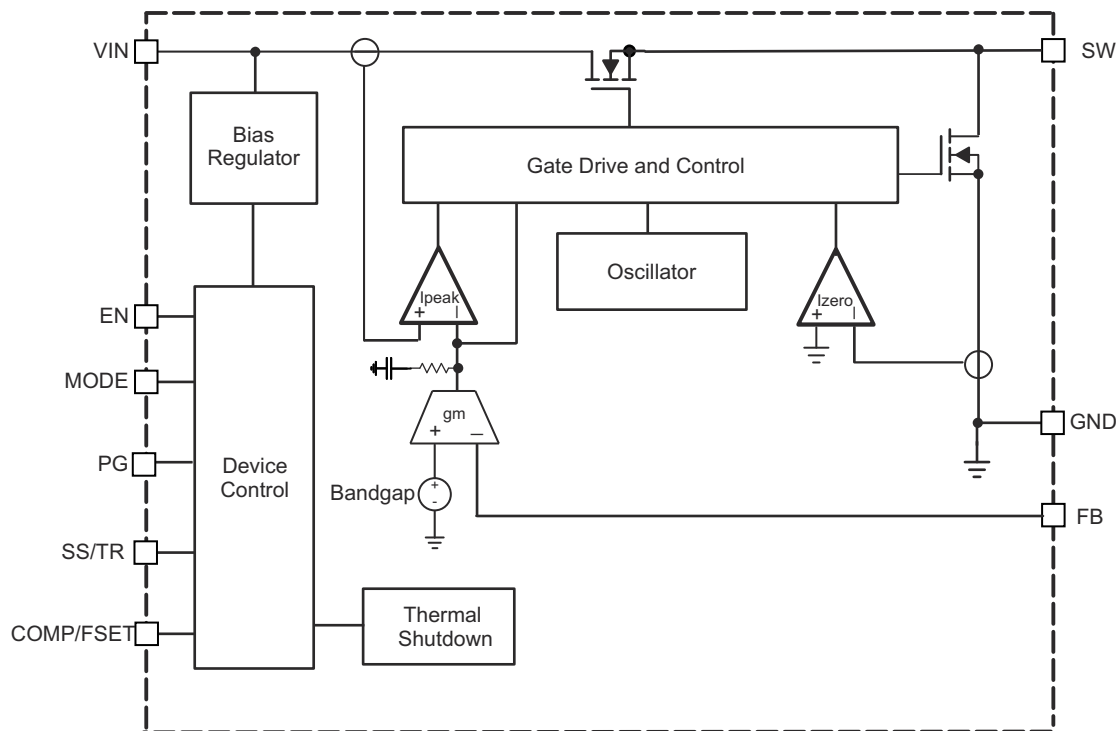 VIN
SW
Bias
Regulator
Gate Drive and Control
Oscillator
Ipeak
+ –
Izero
+ –
EN
MODE
GND
gm
+ –
PG
Device
Control
Bandgap
+
-
FB
SS/TR
Thermal
Shutdown
COMP/FSET